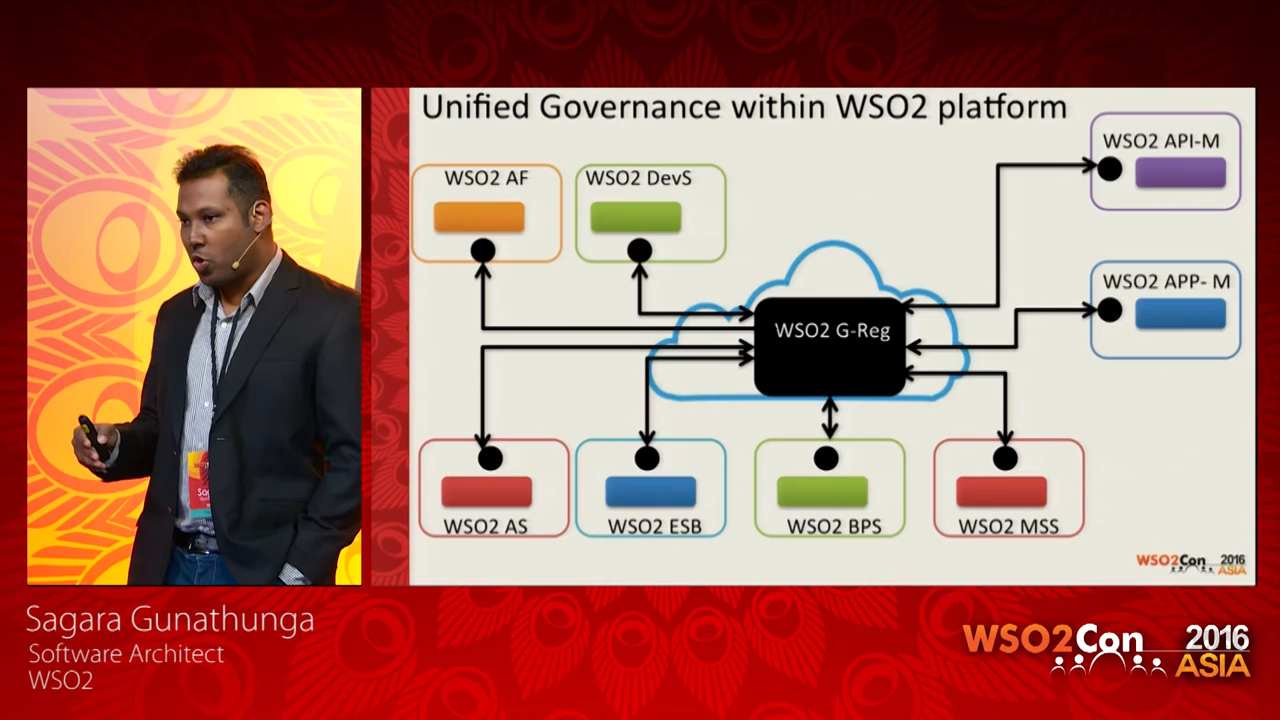 Unified Governance within WSO2 platform
WSO2 AF
WSO2 DevS
WSO2 API-M
WSO2 APP- M
WSO2 G-Reg
WSO2 AS
WSO2 ESB
WSO2 BPS
WSO2 MSS
WSO2Con 2016
ASIA
Sagara Gunathunga
Software Architect
WSO2
WSO2Con 2016
ASIA